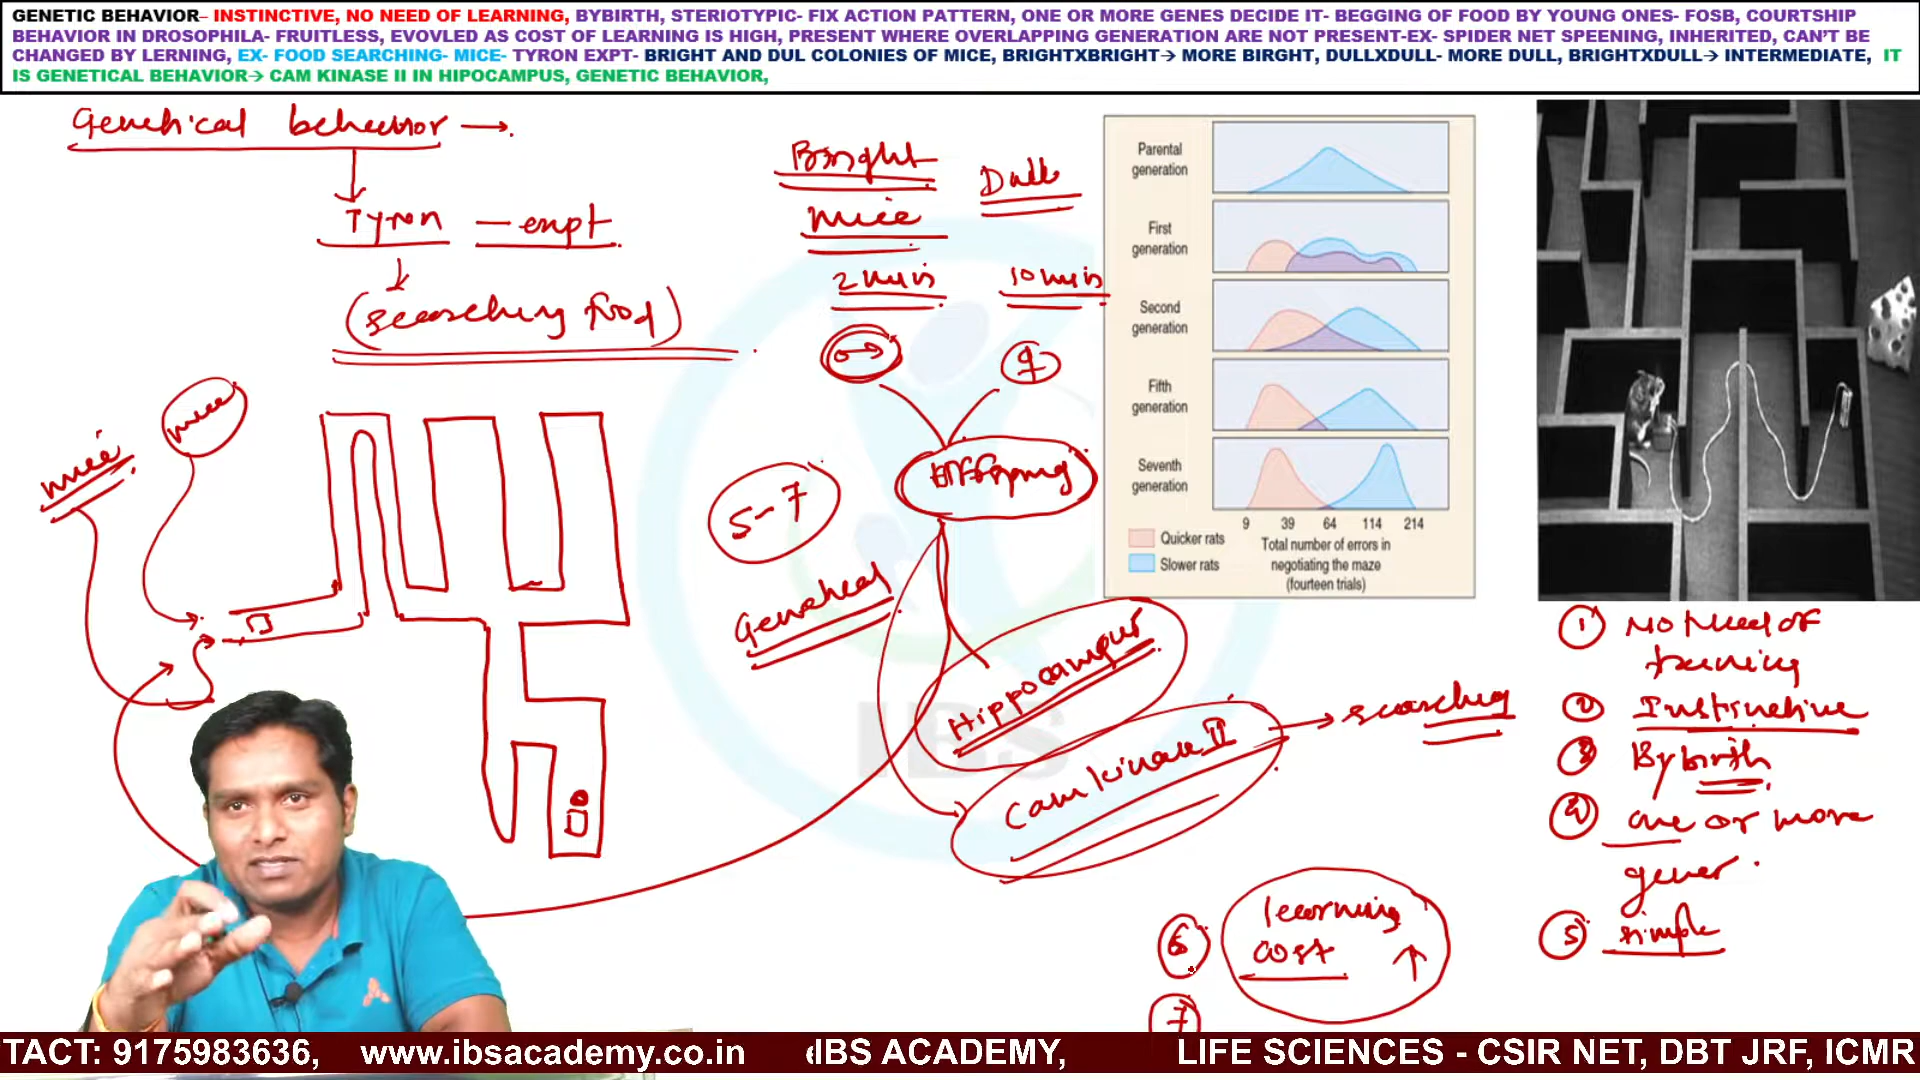 GENETIC BEHAVIOR– INSTINCTIVE, NO NEED OF LEARNING, BYBIRTH, STERIOTYPIC- FIX ACTION PATTERN, ONE OR MORE GENES DECIDE IT- BEGGING OF FOOD BY YOUNG ONES- FOSB, COURTSHIP
BEHAVIOR IN DROSOPHILA- FRUITLESS, EVOVLED AS COST OF LEARNING IS HIGH, PRESENT WHERE OVERLAPPING GENERATION ARE NOT PRESENT-EX- SPIDER NET SPEENING, INHERITED, CAN'T BE
CHANGED BY LERNING, EX- FOOD SEARCHING- MICE- TYRON EXPT- BRIGHT AND DUL COLONIES OF MICE, BRIGHTXBRIGHT→ MORE BIRGHT, DULLXDULL- MORE DULL, BRIGHTXDULL→ INTERMEDIATE, IT
IS GENETICAL BEHAVIOR→ CAM KINASE II IN HIPOCAMPUS, GENETIC BEHAVIOR,
Genetical behavior →
Tyron – expt
(searching food)
mice
mice
Bright
Dull
mice
2 min
10 min
offspring
5-7
Genetical
Hippocampus
Cam kinase II → searching
Parental
generation
First
generation
Second
generation
Fifth
generation
Seventh
generation
9 39 64 114 214
Quicker rats
Slower rats
Total number of errors in
negotiating the maze
(fourteen trials)
① No Need of
training
② Instinctive
③ By birth
④ one or more
genes
⑤ simple
⑥ learning
cost ↑
⑦
IBS
TACT: 9175983636, www.ibsacademy.co.in IBS ACADEMY, LIFE SCIENCES - CSIR NET, DBT JRF, ICMR